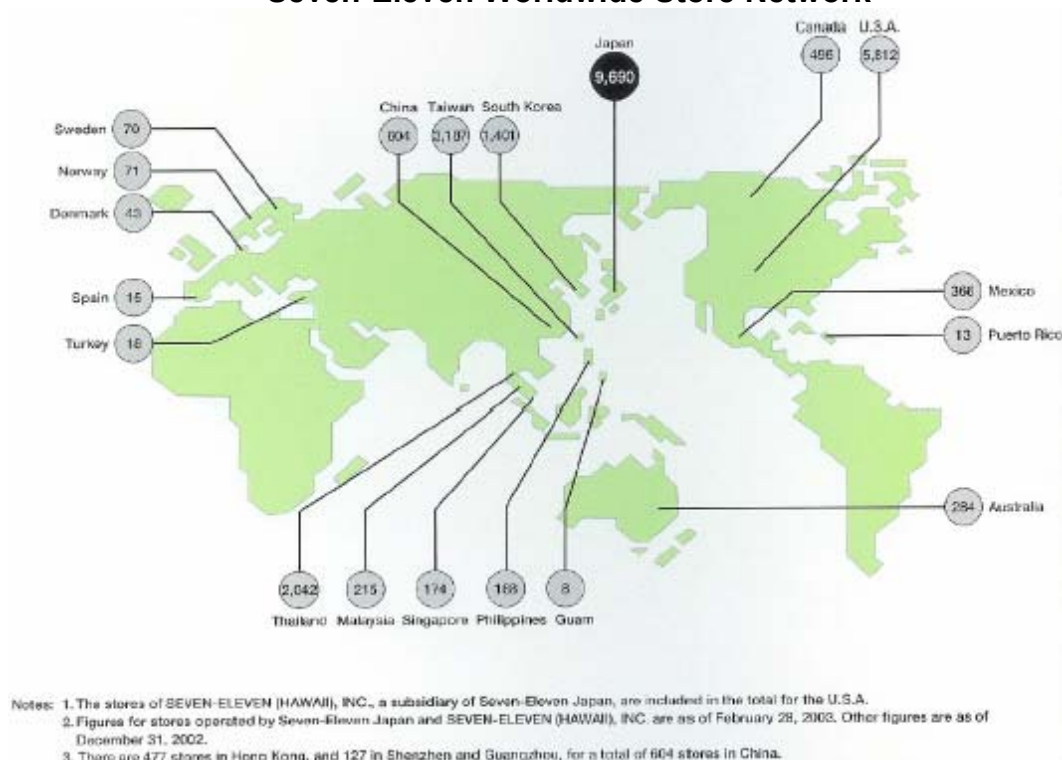 Seven-Eleven Worldwide Store Network
Canada U.S.A.
Japan
496 5,812
9,690
China Taiwan South Korea
604 3,187 1,401
Sweden 70
Norway 71
Denmark 43
Spain 15
Turkey
366 Mexico
13 Puerto Rico
284 Australia
2,042 215 174 8
Thailand Malaysia Singapore Philippines Guam
Notes: 1. The stores of SEVEN-ELEVEN (HAWAII), INC., a subsidiary of Seven-Eleven Japan, are included in the total for the U.S.A.
2. Figures for stores operated by Seven-Eleven Japan and SEVEN-ELEVEN (HAWAII), INC. are as of February 28, 2003. Other figures are as of
December 31, 2002.
3. There are 477 stores in Hong Kong, and 127 in Shenzhen and Guangzhou, for a total of 604 stores in China.